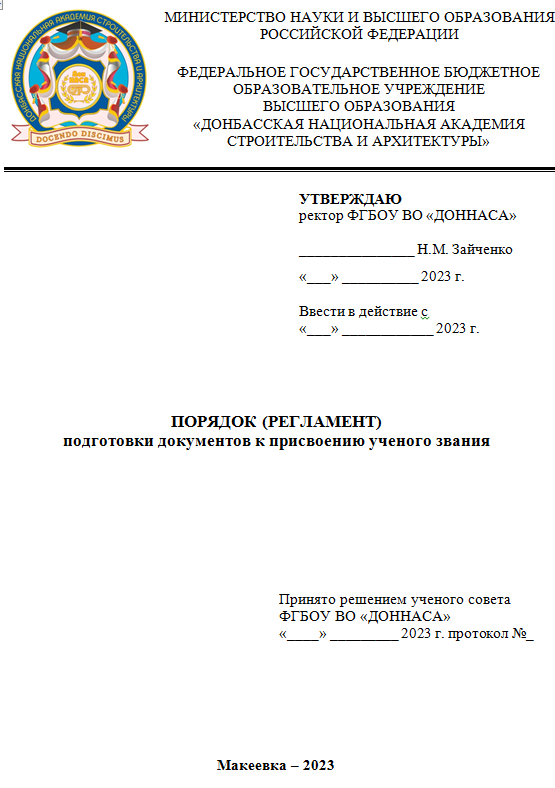 ДОНБАССКАЯ НАЦИОНАЛЬНАЯ АКАДЕМИЯ СТРОИТЕЛЬСТВА И АРХИТЕКТУРЫ
DOCENDO DISCIMUS
МИНИСТЕРСТВО НАУКИ И ВЫСШЕГО ОБРАЗОВАНИЯ
РОССИЙСКОЙ ФЕДЕРАЦИИ
ФЕДЕРАЛЬНОЕ ГОСУДАРСТВЕННОЕ БЮДЖЕТНОЕ
ОБРАЗОВАТЕЛЬНОЕ УЧРЕЖДЕНИЕ
ВЫСШЕГО ОБРАЗОВАНИЯ
«ДОНБАССКАЯ НАЦИОНАЛЬНАЯ АКАДЕМИЯ
СТРОИТЕЛЬСТВА И АРХИТЕКТУРЫ»
УТВЕРЖДАЮ
ректор ФГБОУ ВО «ДОННАСА»
_______________ Н.М. Зайченко
«___» __________ 2023 г.
Ввести в действие с
«___» ____________ 2023 г.
ПОРЯДОК (РЕГЛАМЕНТ)
подготовки документов к присвоению ученого звания
Принято решением ученого совета
ФГБОУ ВО «ДОННАСА»
«____» _________ 2023 г. протокол №_
Макеевка – 2023